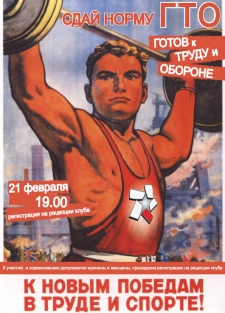 СДАЙ НОРМУ ГТО
ГОТОВ К
ТРУДУ И
ОБОРОНЕ
21 февраля
19.00
регистрация на рецепции клуба
К участию в соревнованиях допускаются мужчины и женщины, прошедшие регистрацию на рецепции клуба
К НОВЫМ ПОБЕДАМ
В ТРУДЕ И СПОРТЕ!